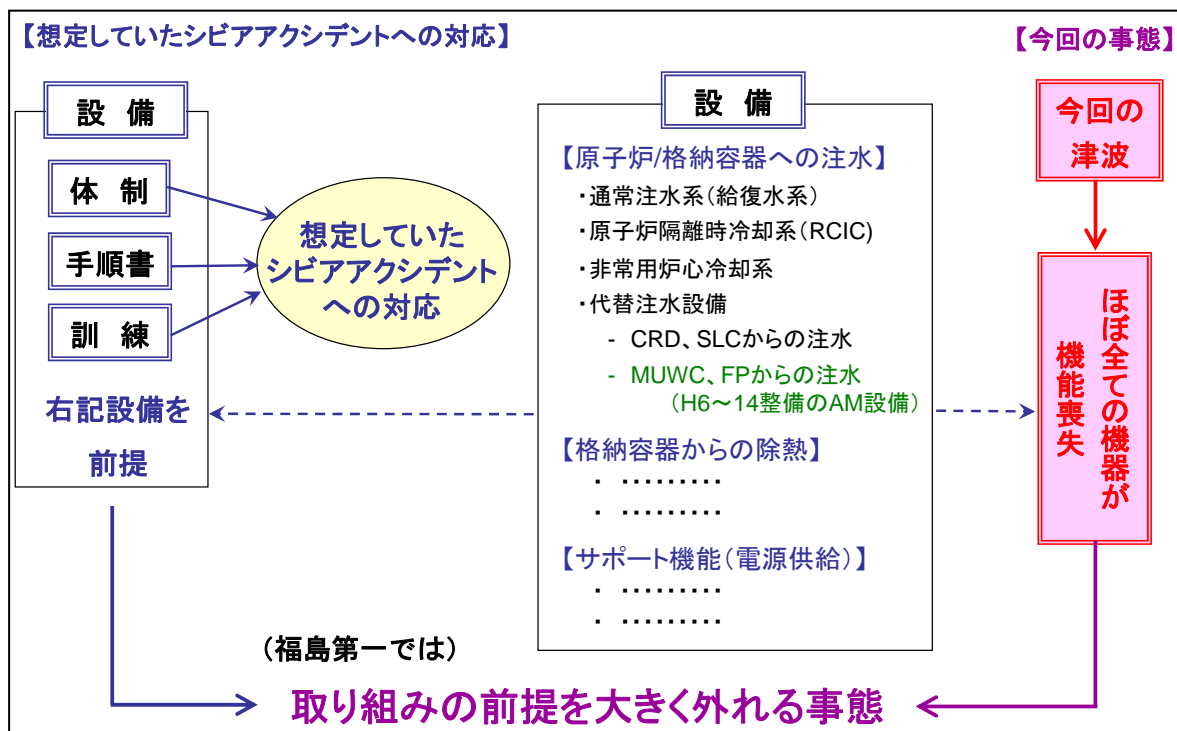 【想定していたシビアアクシデントへの対応】
【今回の事態】
設 備
体 制
手順書
訓 練
右記設備を
前提
想定していた
シビアアクシデント
への対応
設 備
【原子炉/格納容器への注水】
・通常注水系(給復水系)
・原子炉隔離時冷却系(RCIC)
・非常用炉心冷却系
・代替注水設備
- CRD、SLCからの注水
- MUWC、FPからの注水
(H6～14整備のAM設備)
【格納容器からの除熱】
・ ・・・・・・・・・
・ ・・・・・・・・・
【サポート機能(電源供給)】
・ ・・・・・・・・・
・ ・・・・・・・・・
今回の
津波
ほぼ全ての機器が
機能喪失
(福島第一では)
取り組みの前提を大きく外れる事態